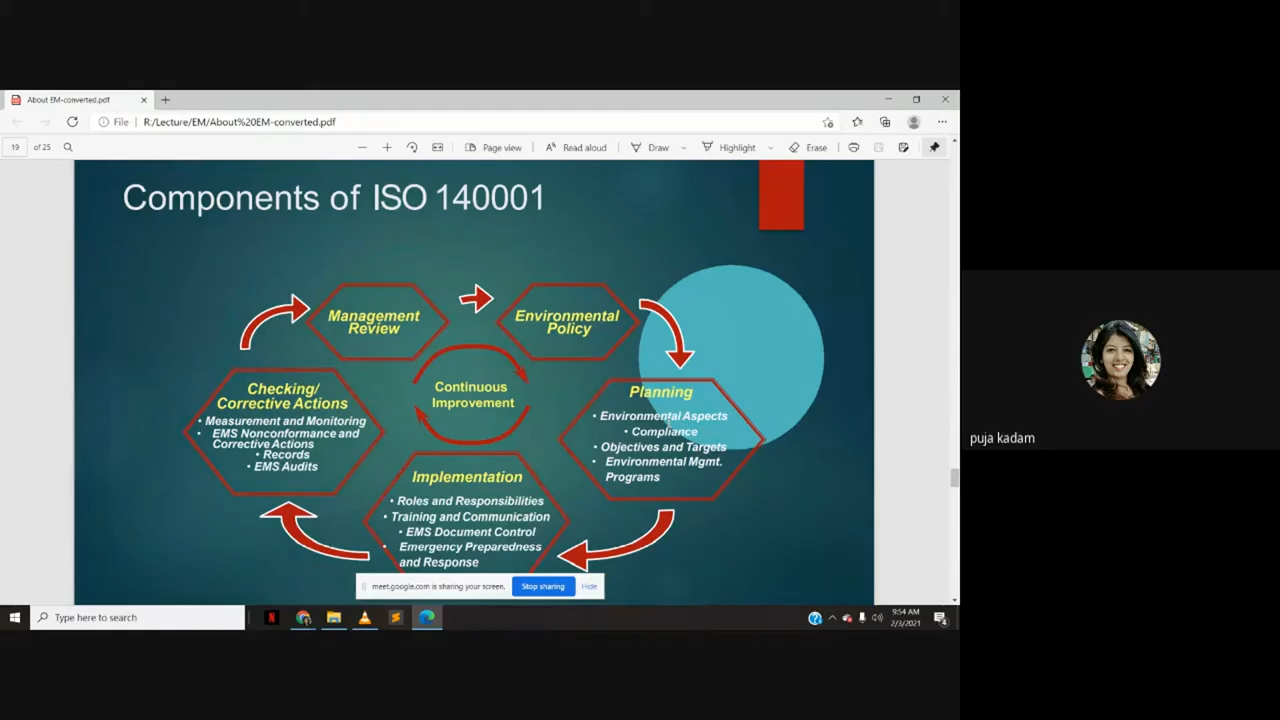 About EM-converted.pdf
File R:/Lecture/EM/About%20EM-converted.pdf
19 of 25 Page view Read aloud Draw Highlight Erase
Components of ISO 140001
Management
Review
Environmental
Policy
Continuous
Improvement
Planning
• Environmental Aspects
• Compliance
• Objectives and Targets
• Environmental Mgmt.
Programs
Checking/
Corrective Actions
• Measurement and Monitoring
• EMS Nonconformance and
Corrective Actions
• Records
• EMS Audits
Implementation
• Roles and Responsibilities
• Training and Communication
• EMS Document Control
• Emergency Preparedness
and Response
meet.google.com is sharing your screen. Stop sharing Hide
Type here to search
9:54 AM
2/3/2021
4
puja kadam